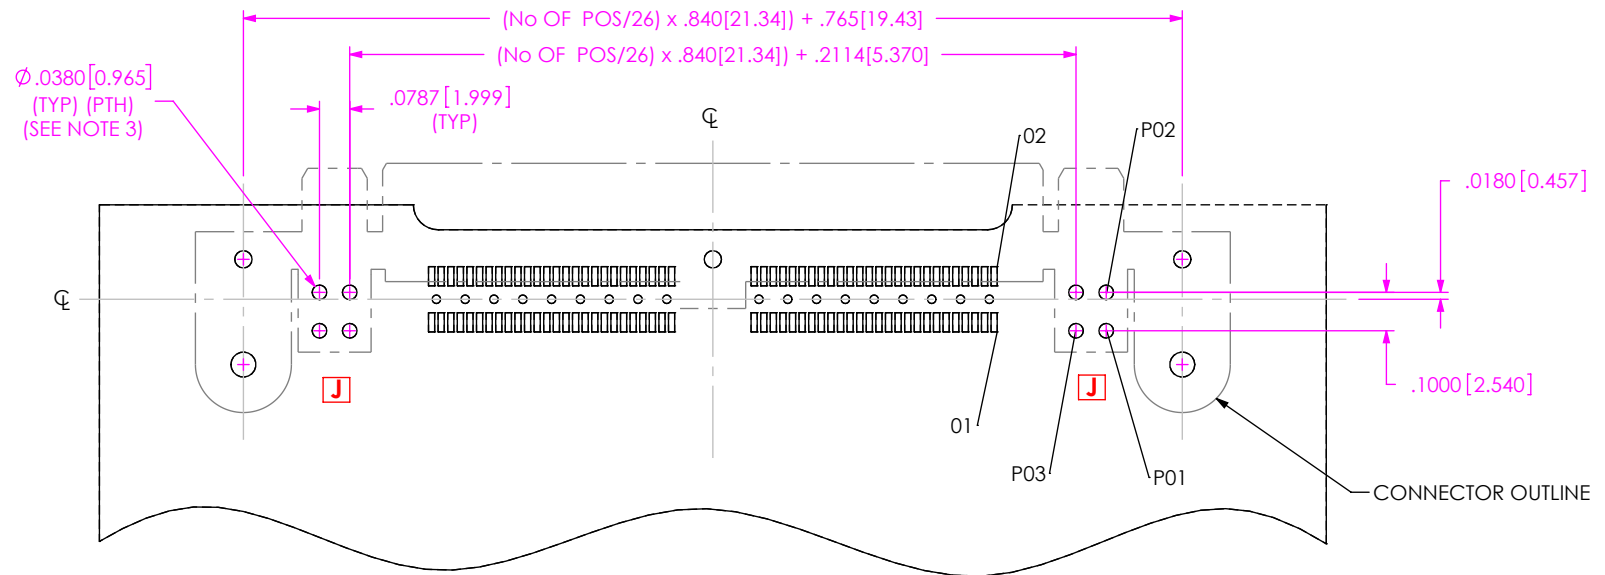 (No OF POS/26) x .840[21.34]) + .765[19.43]
(No OF POS/26) x .840[21.34]) + .2114[5.370]
Ø.0380[0.965]
(TYP) (PTH)
(SEE NOTE 3)
.0787[1.999]
(TYP)
℄
02
P02
.0180[0.457]
℄
.1000[2.540]
J
J
01
P03
P01
CONNECTOR OUTLINE